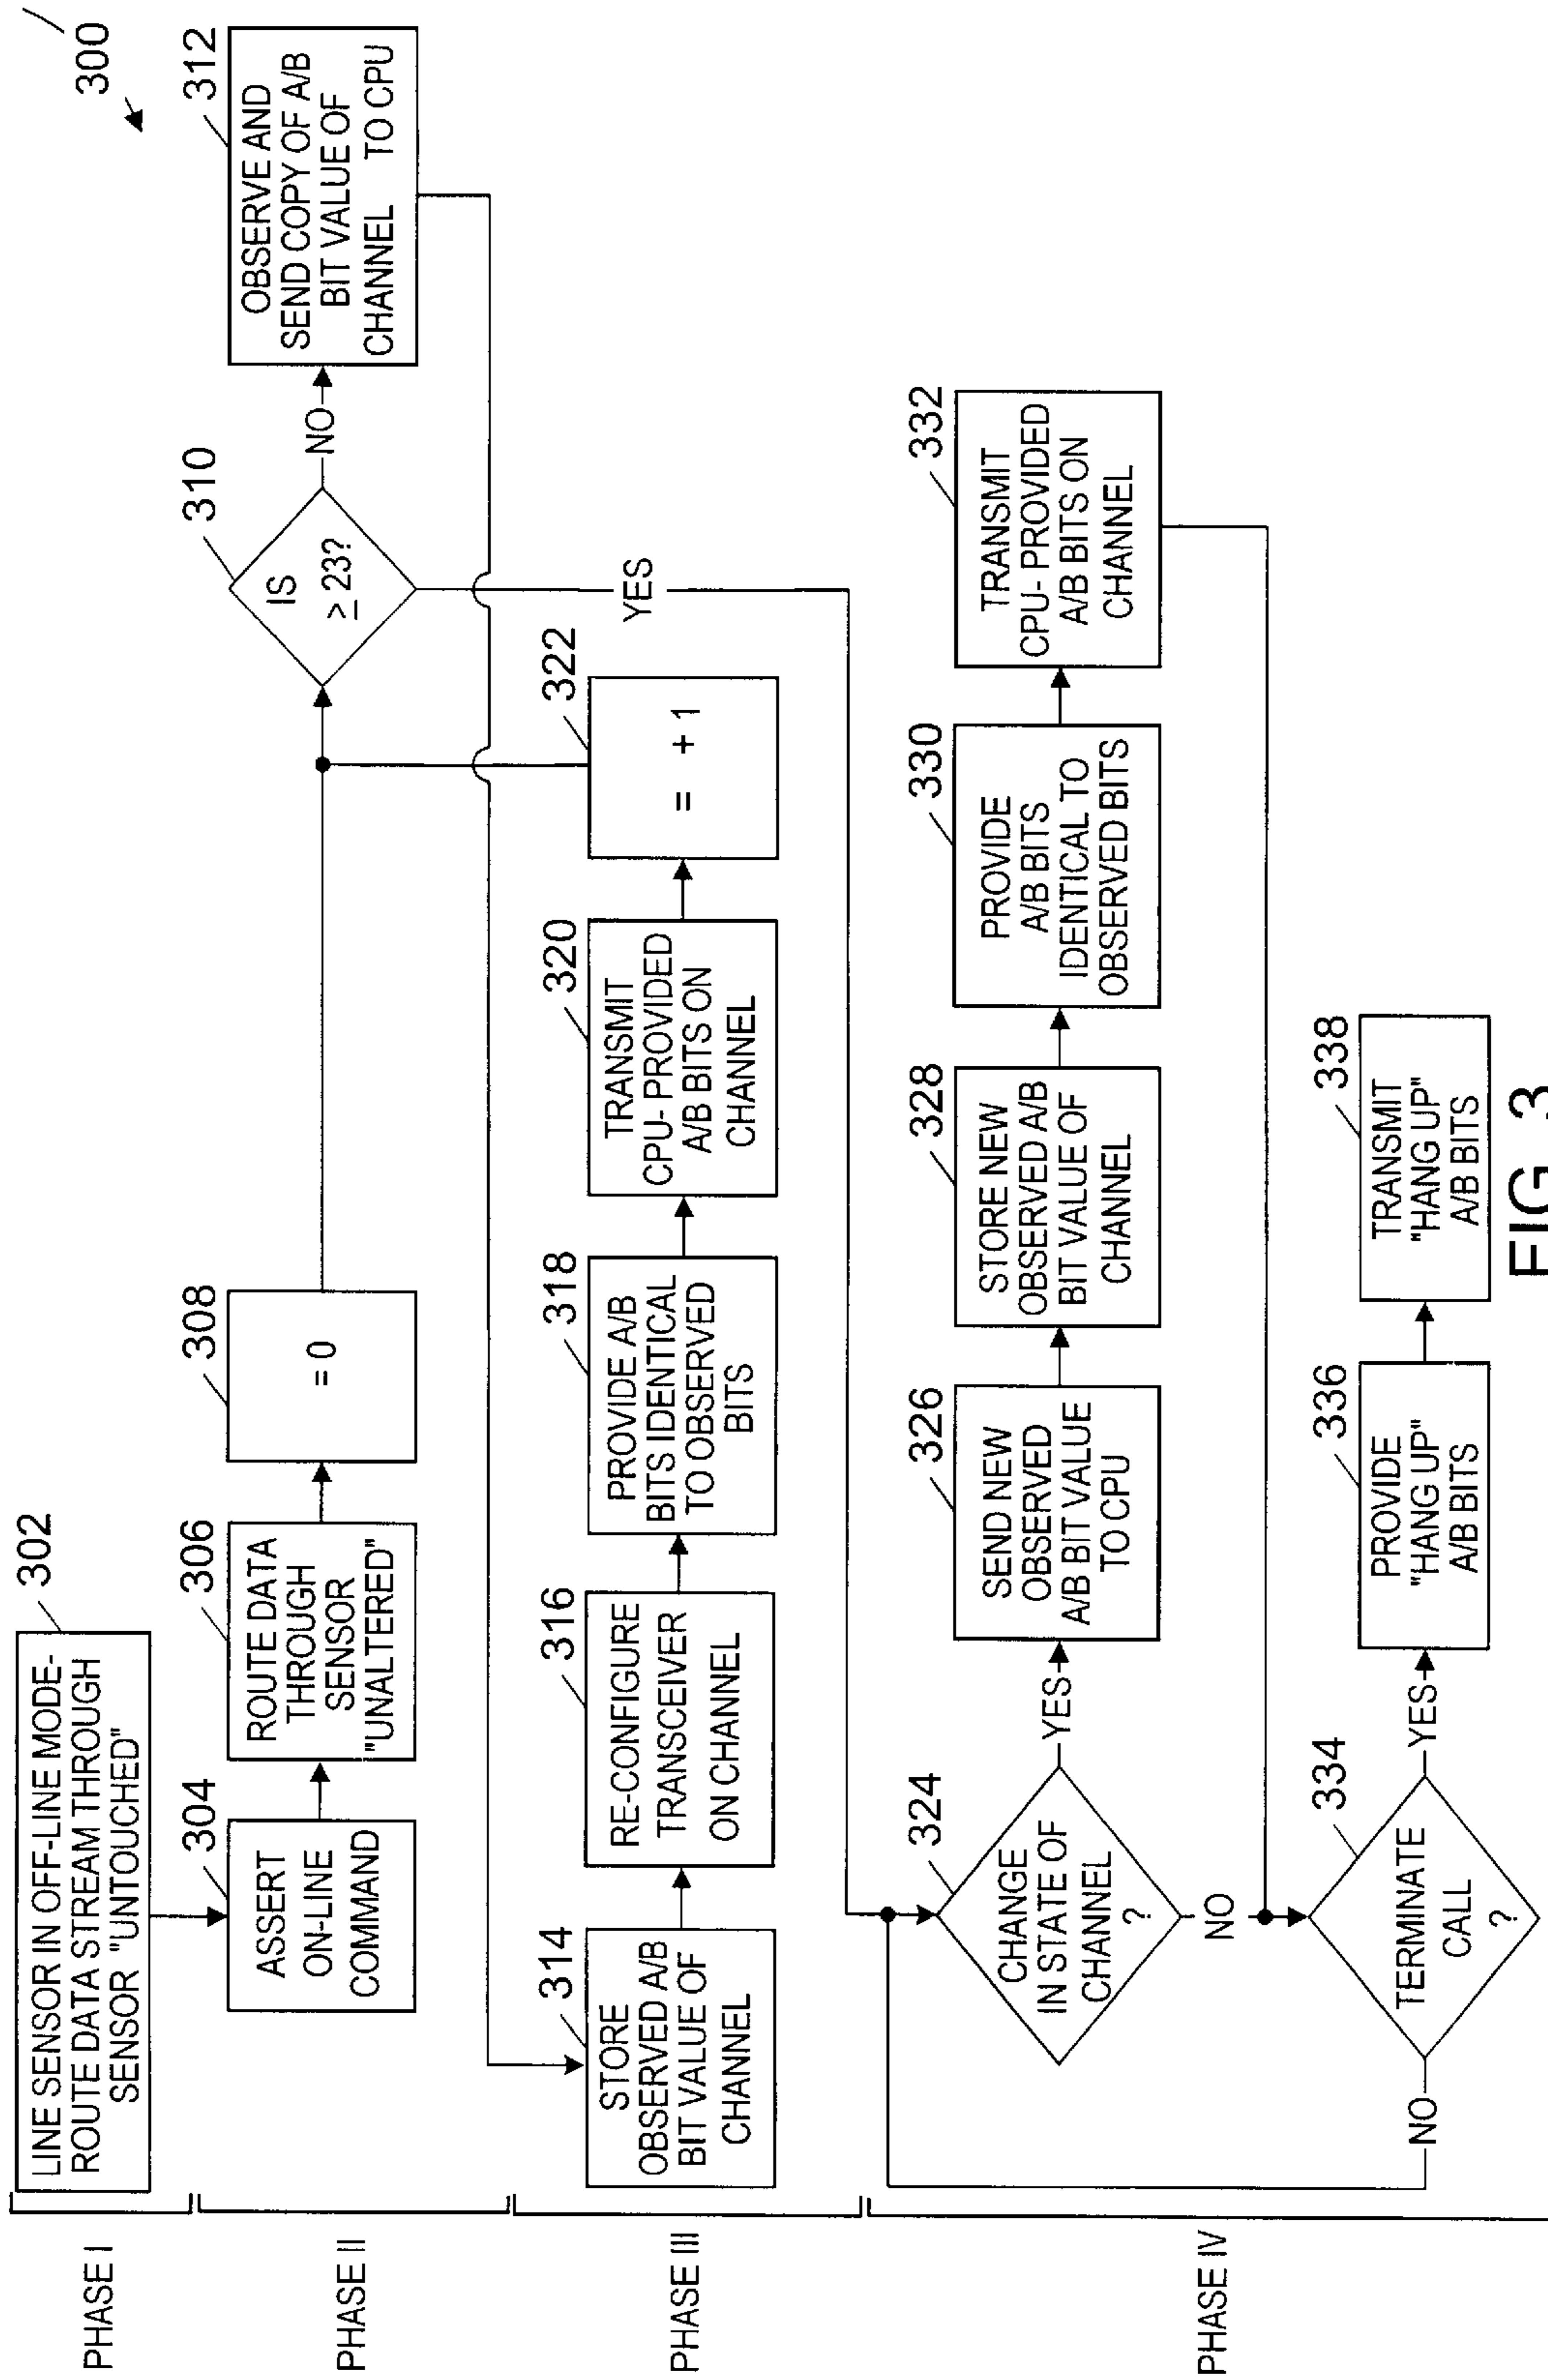 300
PHASE I
LINE SENSOR IN OFF-LINE MODE-
ROUTE DATA STREAM THROUGH
SENSOR "UNTOUCHED"
302
PHASE II
ASSERT
ON-LINE
COMMAND
304
ROUTE DATA
THROUGH
SENSOR
"UNALTERED"
306
= 0
308
IS
≥ 23?
310
NO
YES
OBSERVE AND
SEND COPY OF A/B
BIT VALUE OF
CHANNEL TO CPU
312
PHASE III
STORE
OBSERVED A/B
BIT VALUE OF
CHANNEL
314
RE-CONFIGURE
TRANSCEIVER
ON CHANNEL
316
PROVIDE A/B
BITS IDENTICAL
TO OBSERVED
BITS
318
TRANSMIT
CPU- PROVIDED
A/B BITS ON
CHANNEL
320
= + 1
322
PHASE IV
CHANGE
IN STATE OF
CHANNEL
?
324
YES
NO
SEND NEW
OBSERVED
A/B BIT VALUE
TO CPU
326
STORE NEW
OBSERVED A/B
BIT VALUE OF
CHANNEL
328
PROVIDE
A/B BITS
IDENTICAL TO
OBSERVED BITS
330
TRANSMIT
CPU- PROVIDED
A/B BITS ON
CHANNEL
332
TERMINATE
CALL
?
334
NO
YES
PROVIDE
"HANG UP"
A/B BITS
336
TRANSMIT
"HANG UP"
A/B BITS
338
FIG. 3